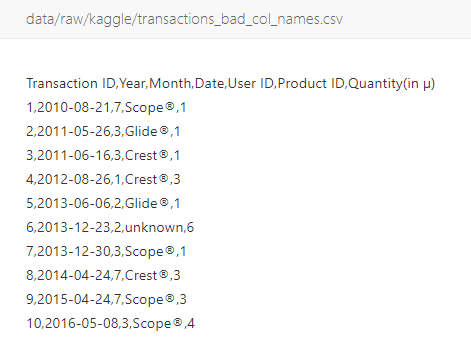 data/raw/kaggle/transactions_bad_col_names.csv
Transaction ID,Year,Month,Date,User ID,Product ID,Quantity(in μ)
1,2010-08-21,7,Scope®,1
2,2011-05-26,3,Glide®,1
3,2011-06-16,3,Crest®,1
4,2012-08-26,1,Crest®,3
5,2013-06-06,2,Glide®,1
6,2013-12-23,2,unknown,6
7,2013-12-30,3,Scope®,1
8,2014-04-24,7,Crest®,3
9,2015-04-24,7,Scope®,3
10,2016-05-08,3,Scope®,4